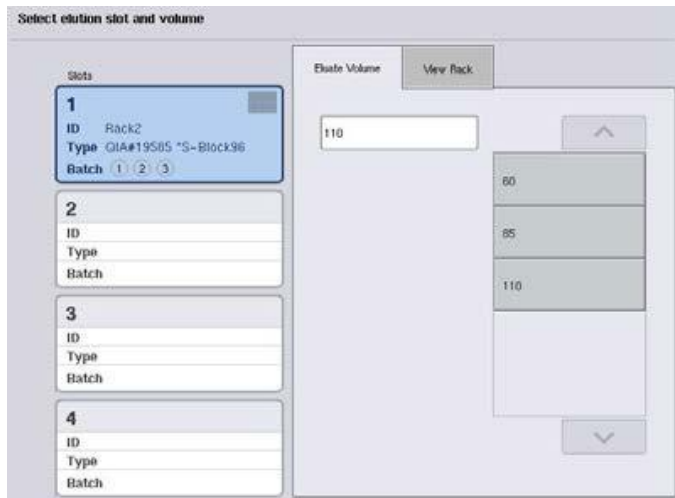 Select elution slot and volume
Slots
1
ID Rack2
Type QIA#19585 *S-Block96
Batch 1 2 3
2
ID
Type
Batch
3
ID
Type
Batch
4
ID
Type
Batch
Eluate Volume
View Rack
110
60
85
110